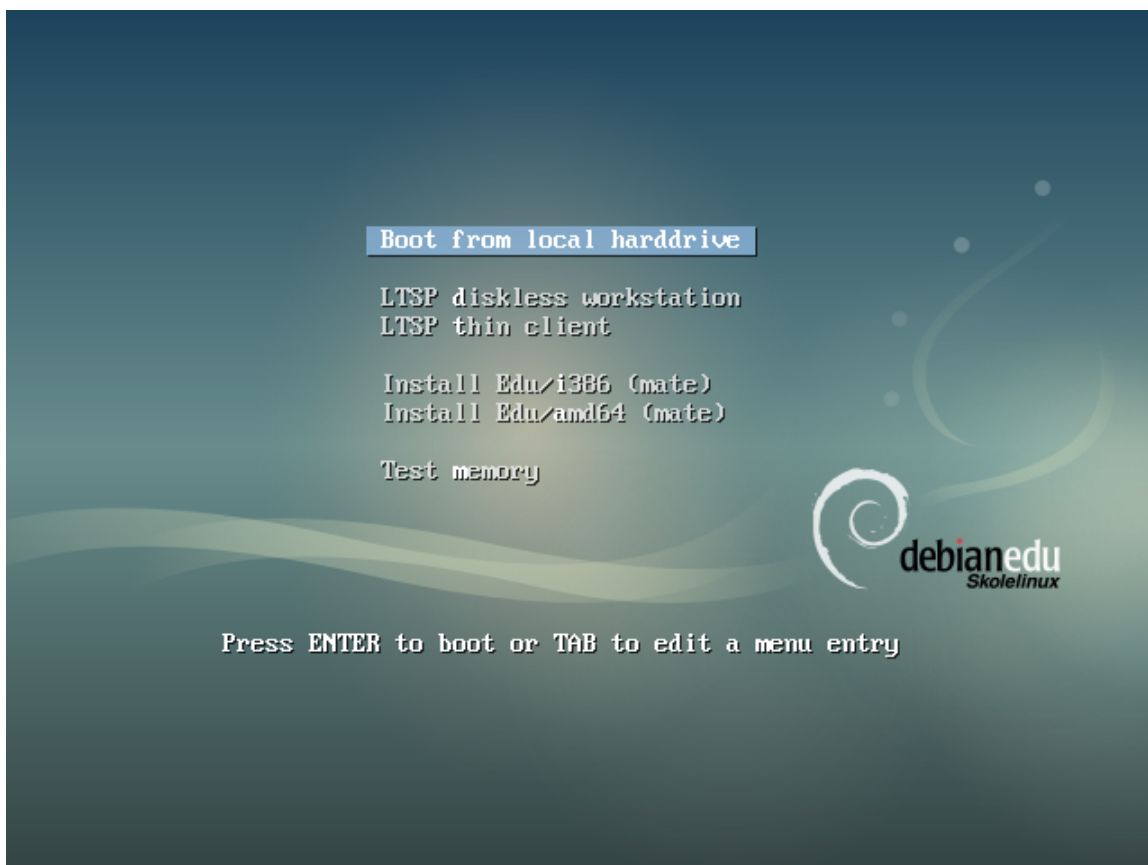 Boot from local harddrive
LTSP diskless workstation
LTSP thin client
Install Edu/i386 (mate)
Install Edu/amd64 (mate)
Test memory
debianedu
Skolelinux
Press ENTER to boot or TAB to edit a menu entry